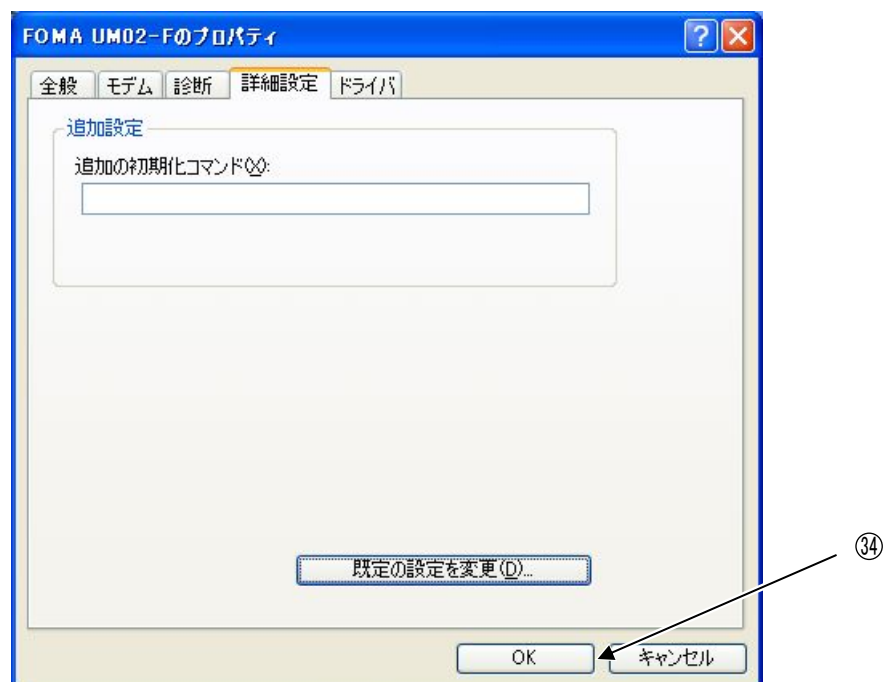 FOMA UM02-Fのプロパティ
全般 モデム 診断 詳細設定 ドライバ
追加設定
追加の初期化コマンド(X):
既定の設定を変更(D)...
㉞
OK キャンセル